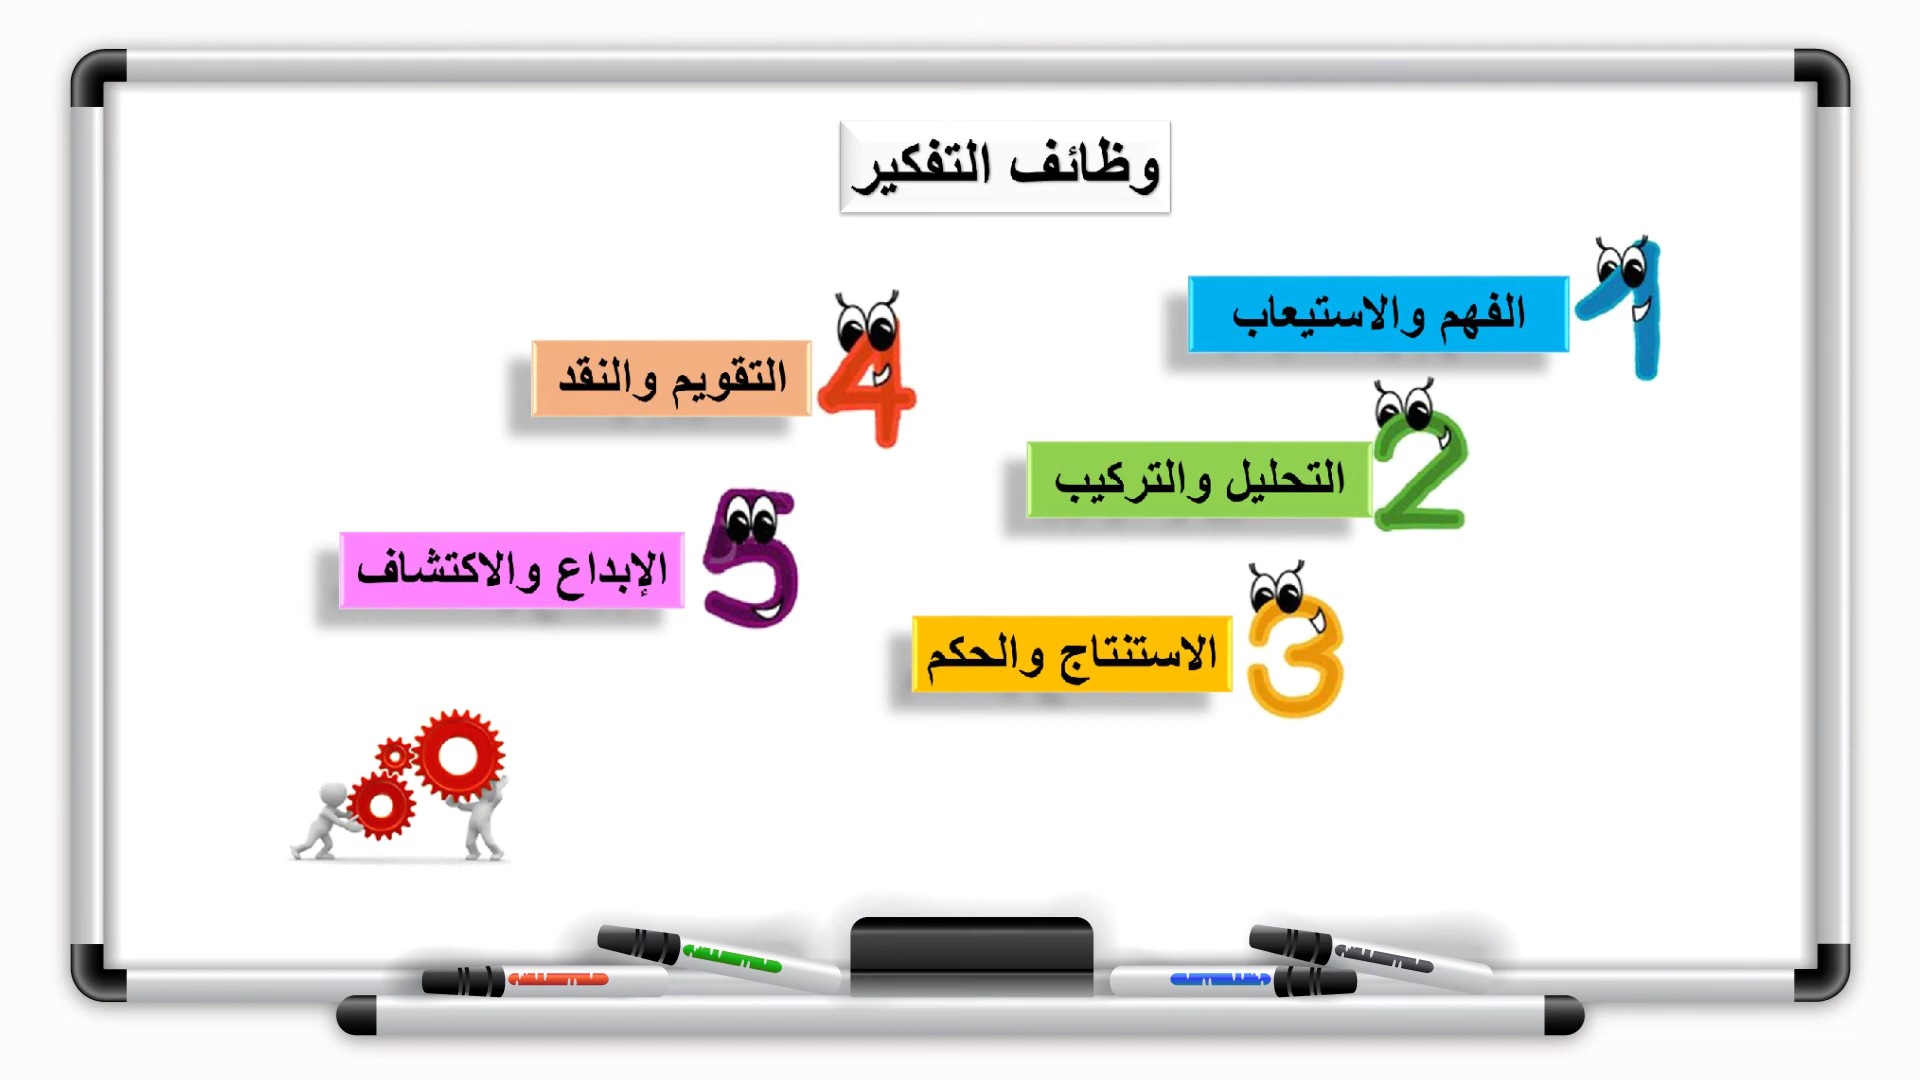 وظائف التفكير
1
الفهم والاستيعاب
2
التحليل والتركيب
3
الاستنتاج والحكم
4
التقويم والنقد
5
الإبداع والاكتشاف